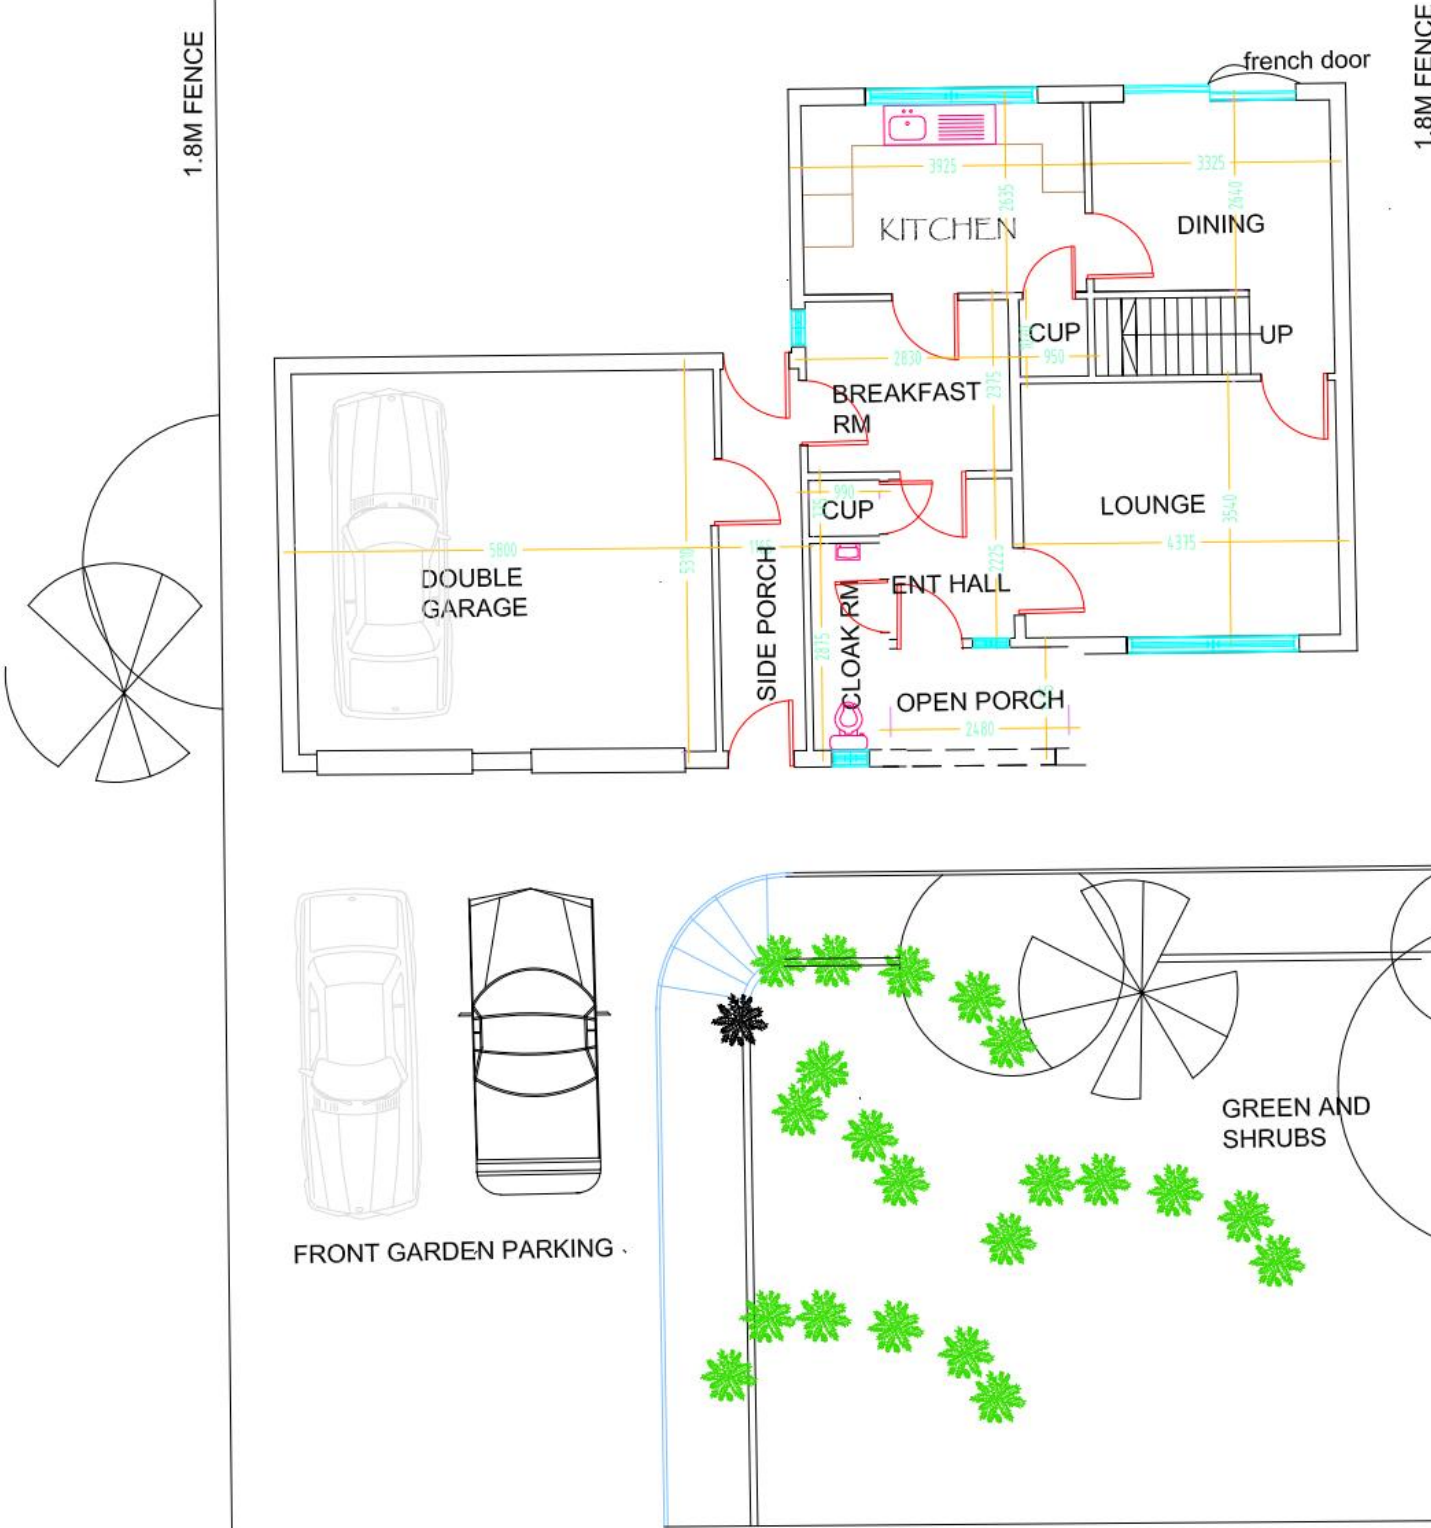 1.8M FENCE
1.8M FENCE
french door
3925
3325
2635
2640
KITCHEN
DINING
CUP
UP
2830
950
BREAKFAST
RM
2375
990
CUP
LOUNGE
3540
4375
5800
1165
5310
DOUBLE
GARAGE
SIDE PORCH
2225
ENT HALL
CLOAK RM
2875
OPEN PORCH
2480
FRONT GARDEN PARKING
GREEN AND
SHRUBS